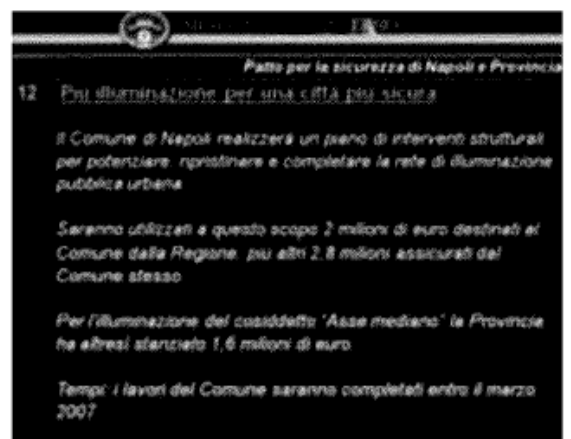 Patto per la sicurezza di Napoli e Provincia
12 Più illuminazione per una città più sicura
Il Comune di Napoli realizzerà un piano di interventi strutturali
per potenziare, ripristinare e completare la rete di illuminazione
pubblica urbana
Saranno utilizzati a questo scopo 2 milioni di euro destinati al
Comune dalla Regione, più altri 2,8 milioni assicurati dal
Comune stesso
Per l'illuminazione del cosiddetto "Asse mediano" la Provincia
ha altresì stanziato 1,6 milioni di euro
Tempi: i lavori del Comune saranno completati entro il marzo
2007